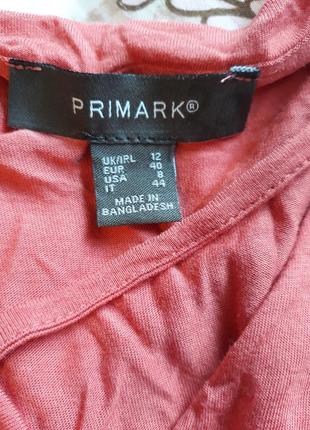 PRIMARK®
UK/IRL 12
EUR 40
USA 8
IT 44
MADE IN
BANGLADESH